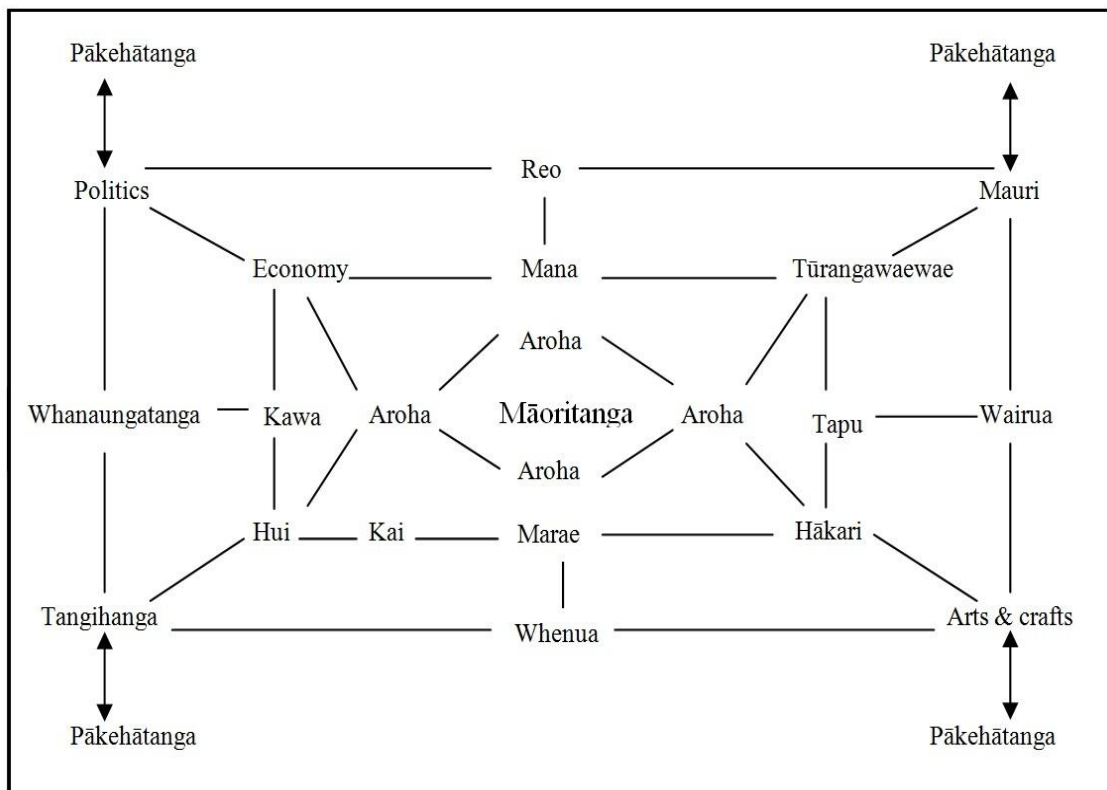 Pākehātanga Pākehātanga
Reo
Politics Mauri
Economy Mana Tūrangawaewae
Aroha
Whanaungatanga Kawa Aroha Māoritanga Aroha Tapu Wairua
Aroha
Hui Kai Marae Hākari
Tangihanga Whenua Arts & crafts
Pākehātanga Pākehātanga